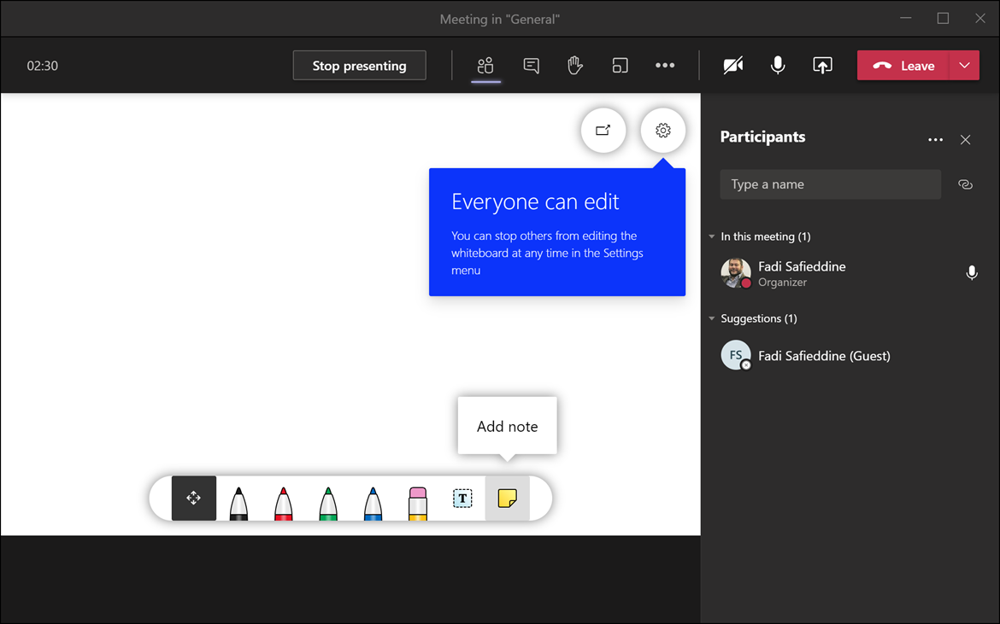 Meeting in "General"
02:30
Stop presenting
Leave
Everyone can edit
You can stop others from editing the
whiteboard at any time in the Settings
menu
Add note
T
Participants
Type a name
In this meeting (1)
Fadi Safieddine
Organizer
Suggestions (1)
FS
Fadi Safieddine (Guest)